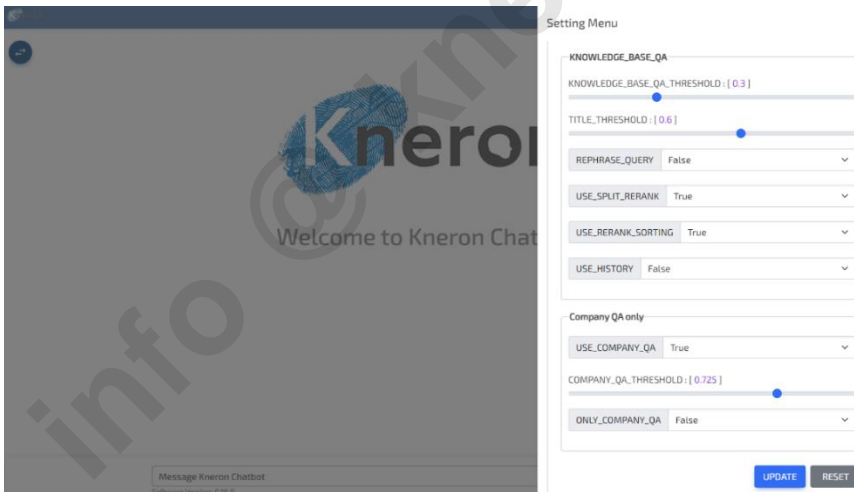 Setting Menu
KNOWLEDGE_BASE_QA
KNOWLEDGE_BASE_QA_THRESHOLD : [ 0.3 ]
TITLE_THRESHOLD : [ 0.6 ]
REPHRASE_QUERY False
USE_SPLIT_RERANK True
USE_RERANK_SORTING True
USE_HISTORY False
Company QA only
USE_COMPANY_QA True
COMPANY_QA_THRESHOLD : [ 0.725 ]
ONLY_COMPANY_QA False
UPDATE RESET
Kneron
Welcome to Kneron Chat
Message Kneron Chatbot
info @ kne